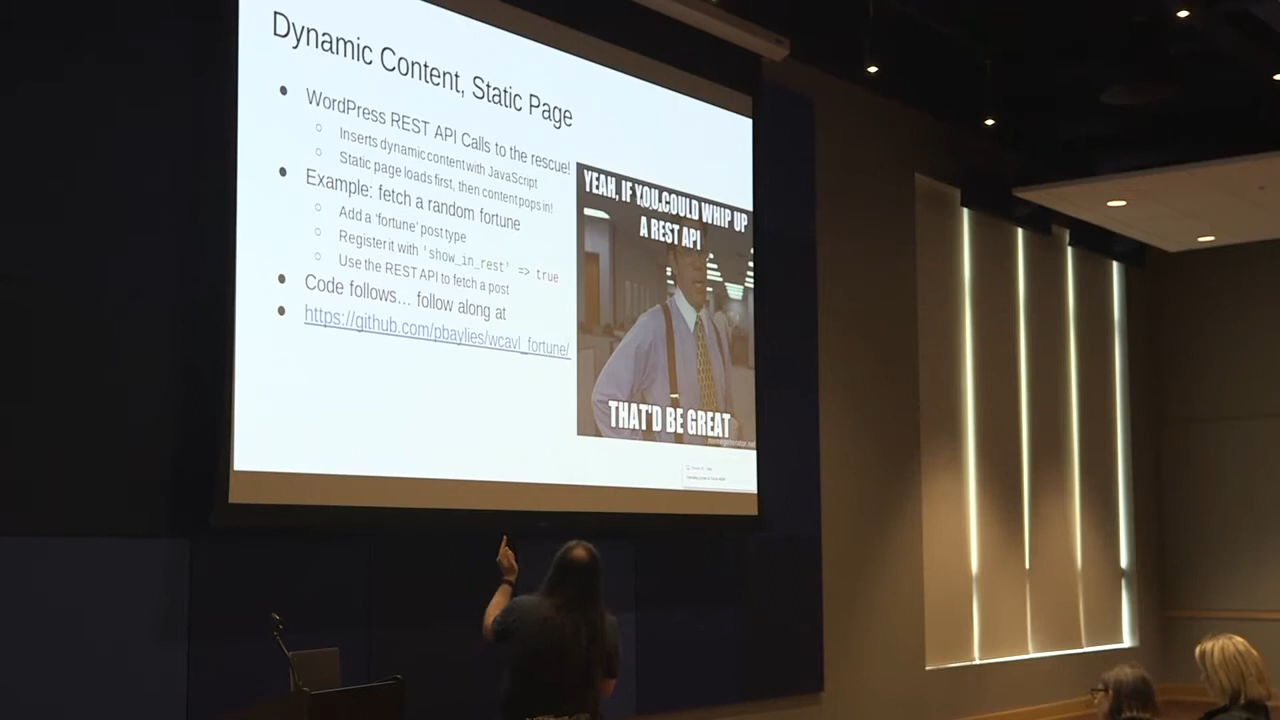 Dynamic Content, Static Page
● WordPress REST API Calls to the rescue!
○ Inserts dynamic content with JavaScript
○ Static page loads first, then content pops in!
● Example: fetch a random fortune
○ Add a 'fortune' post type
○ Register it with 'show_in_rest' => true
○ Use the REST API to fetch a post
● Code follows... follow along at
● https://github.com/pbaylies/wcavl_fortune/
YEAH, IF YOU COULD WHIP UP
A REST API
THAT'D BE GREAT
memegenerator.net